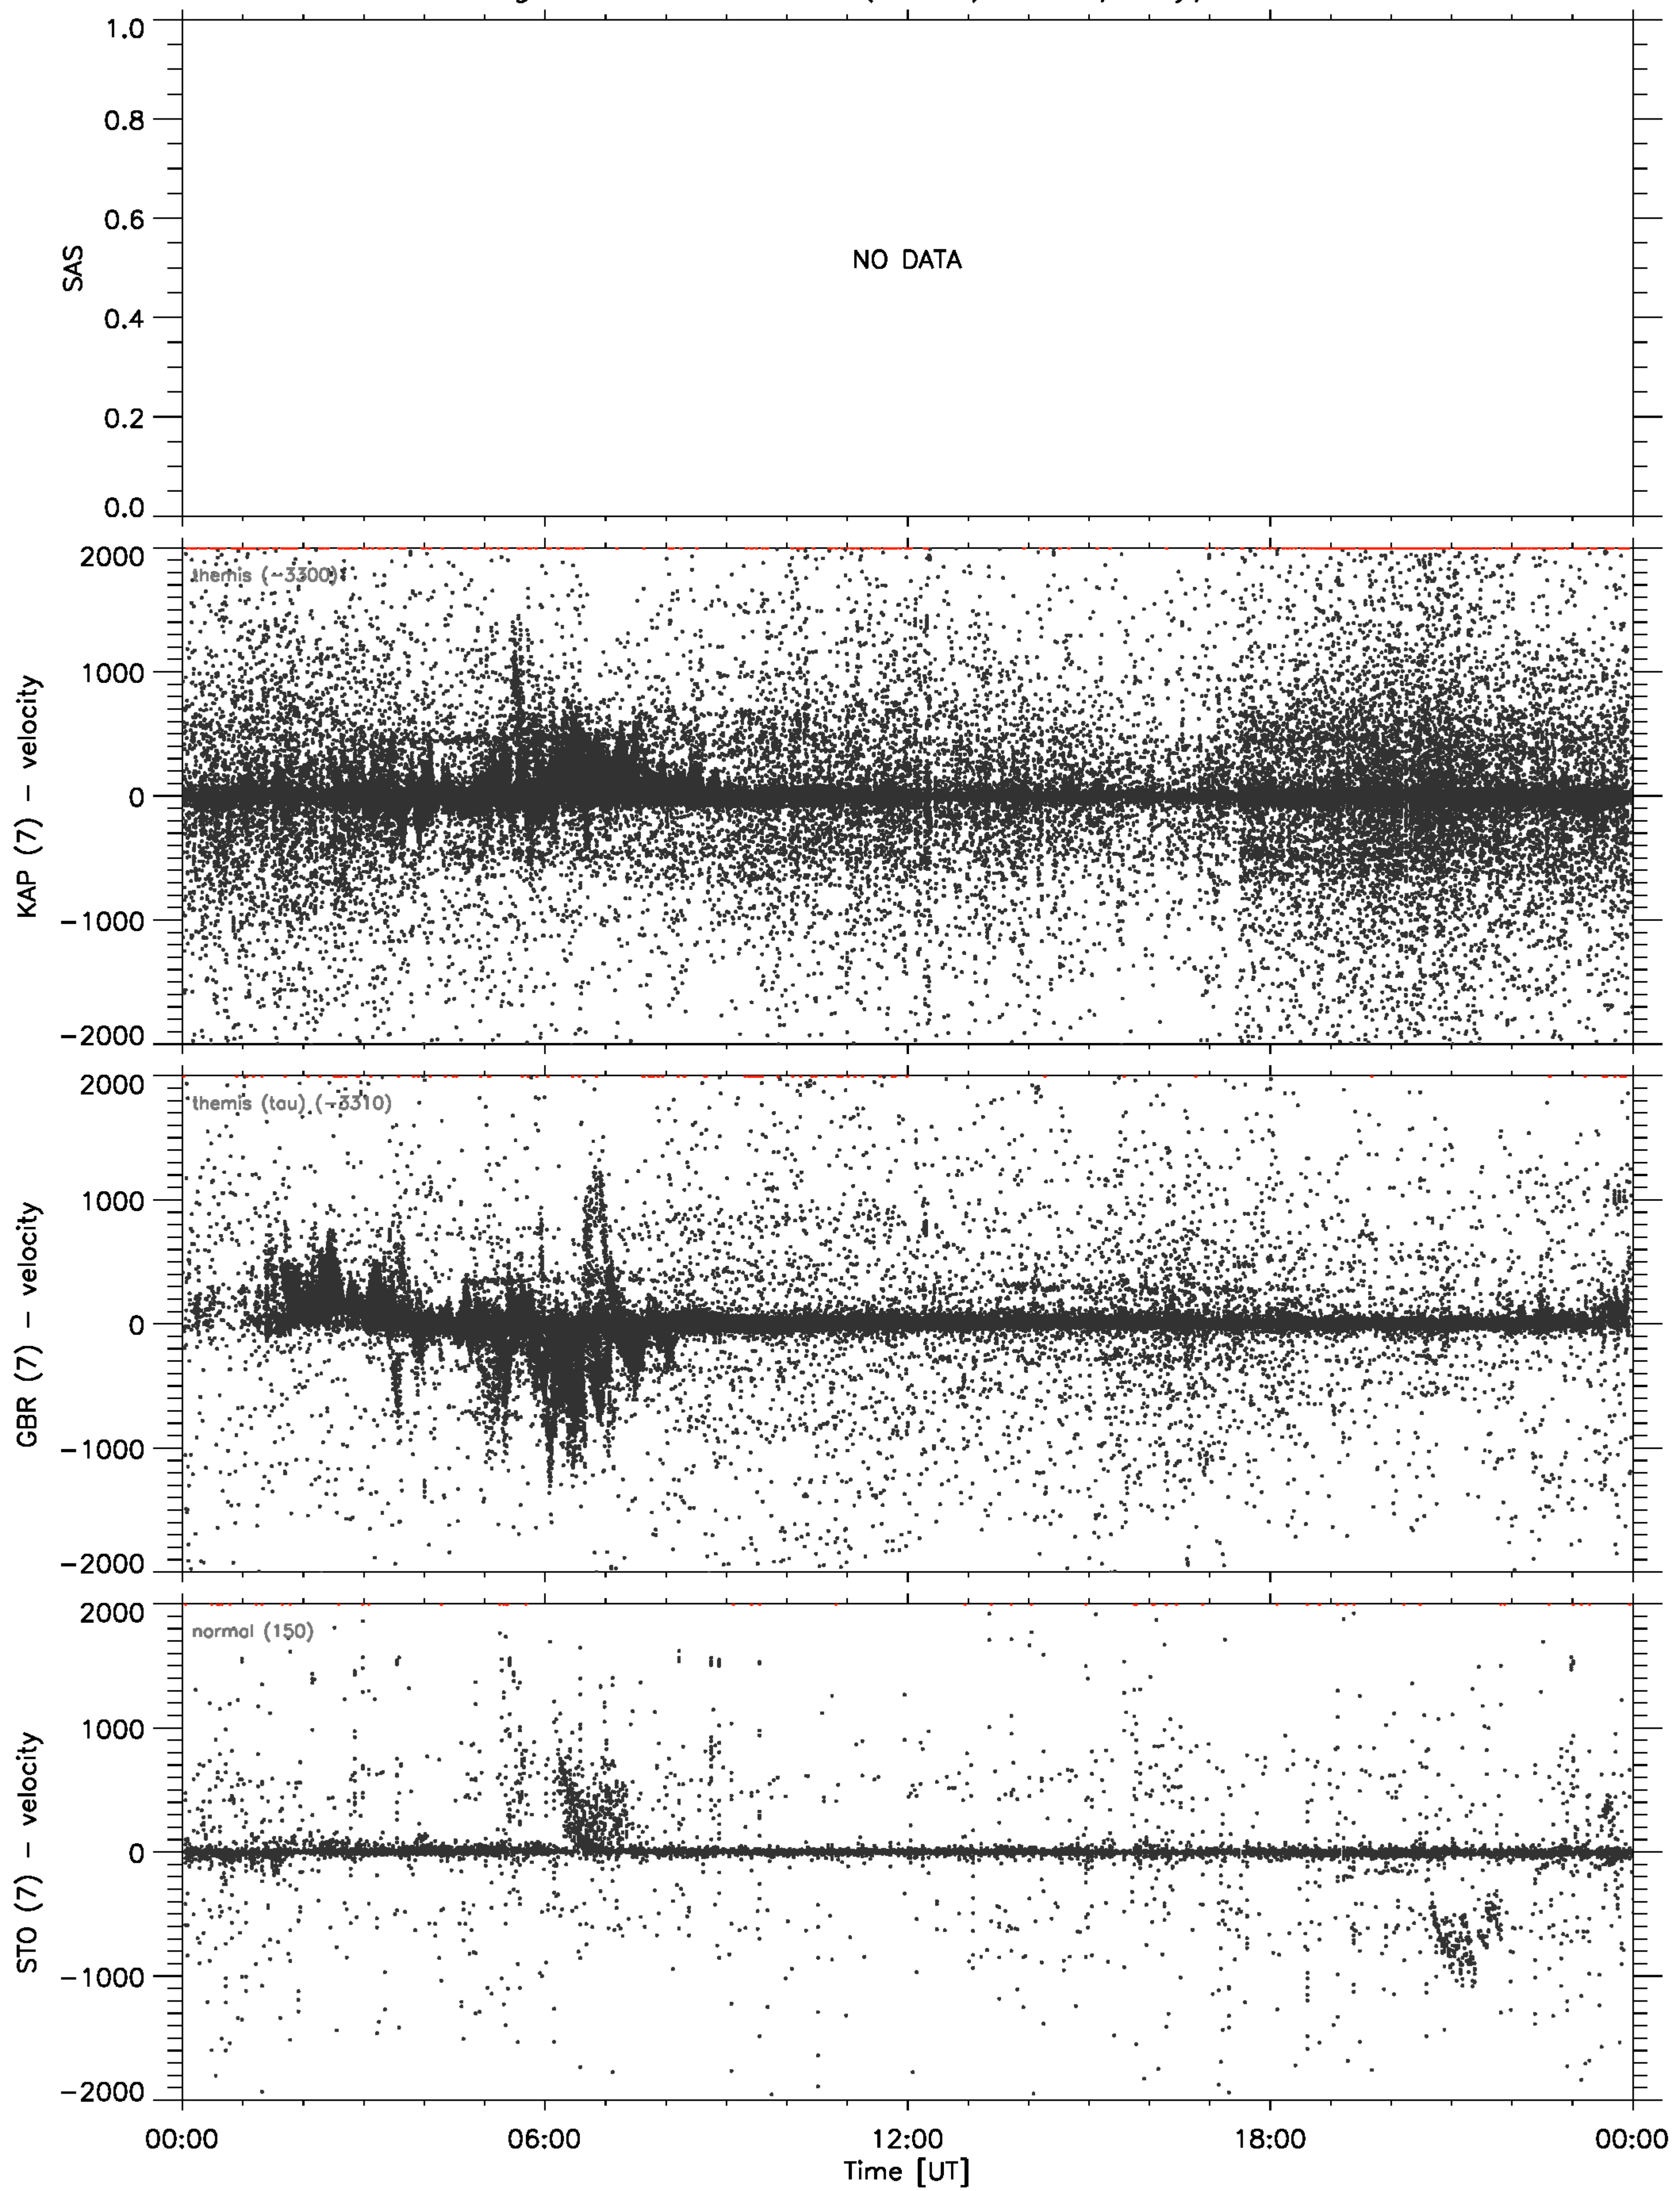 1.0
0.8
0.6
0.4
0.2
0.0
SAS
NO DATA
2000
1000
0
−1000
−2000
KAP (7) − velocity
themis (−3300)
2000
1000
0
−1000
−2000
GBR (7) − velocity
themis (tau) (−3310)
2000
1000
0
−1000
−2000
STO (7) − velocity
normal (150)
00:00 06:00 12:00 18:00 00:00
Time [UT]